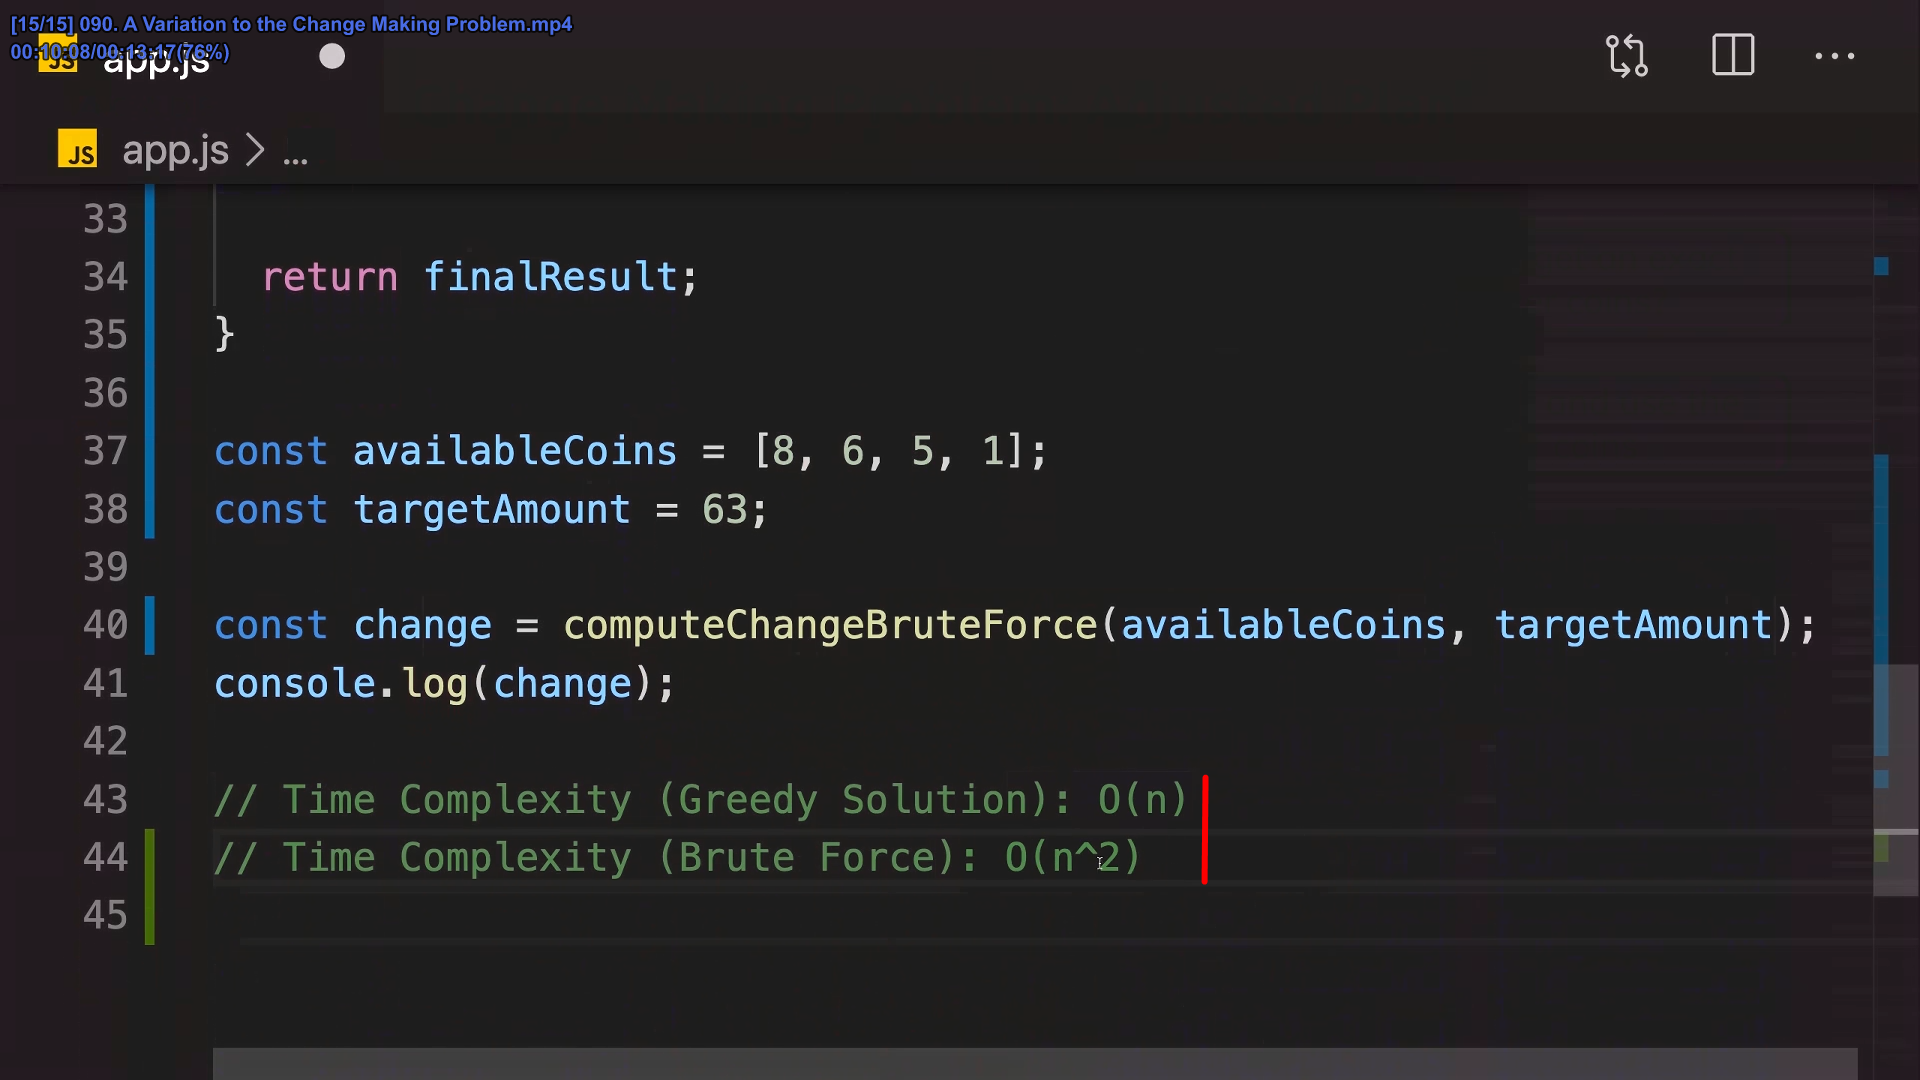 [15/15] 090. A Variation to the Change Making Problem.mp4
00:10:08/00:13:17(76%)
JS app.js
JS app.js > ...
33
34 return finalResult;
35 }
36
37 const availableCoins = [8, 6, 5, 1];
38 const targetAmount = 63;
39
40 const change = computeChangeBruteForce(availableCoins, targetAmount);
41 console.log(change);
42
43 // Time Complexity (Greedy Solution): O(n)
44 // Time Complexity (Brute Force): O(n^2)
45